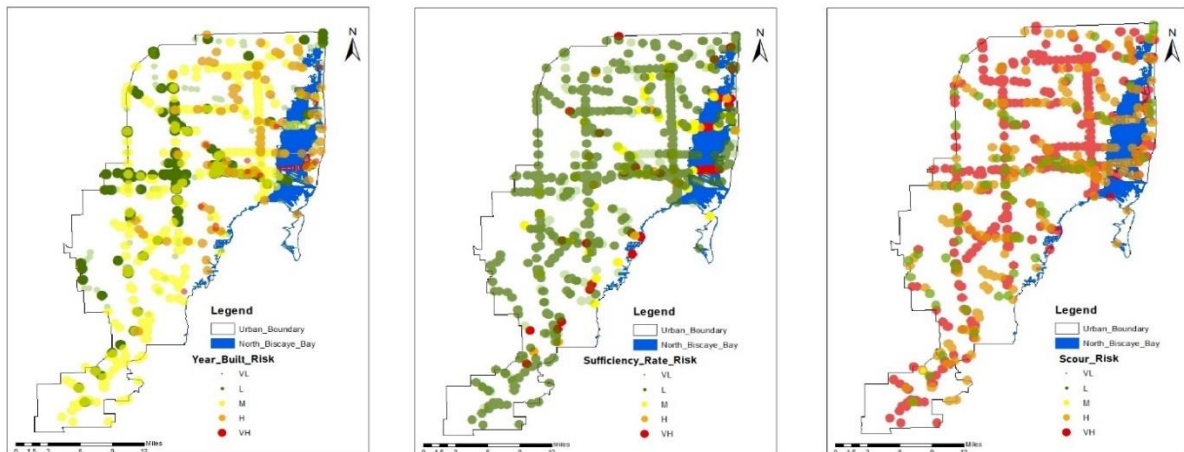 N
Legend
Urban_Boundary
North_Biscaye_Bay
Year_Built_Risk
VL
L
M
H
VH
Miles
N
Legend
Urban_Boundary
North_Biscaye_Bay
Sufficiency_Rate_Risk
VL
L
M
H
VH
Miles
N
Legend
Urban_Boundary
North_Biscaye_Bay
Scour_Risk
VL
L
M
H
VH
Miles